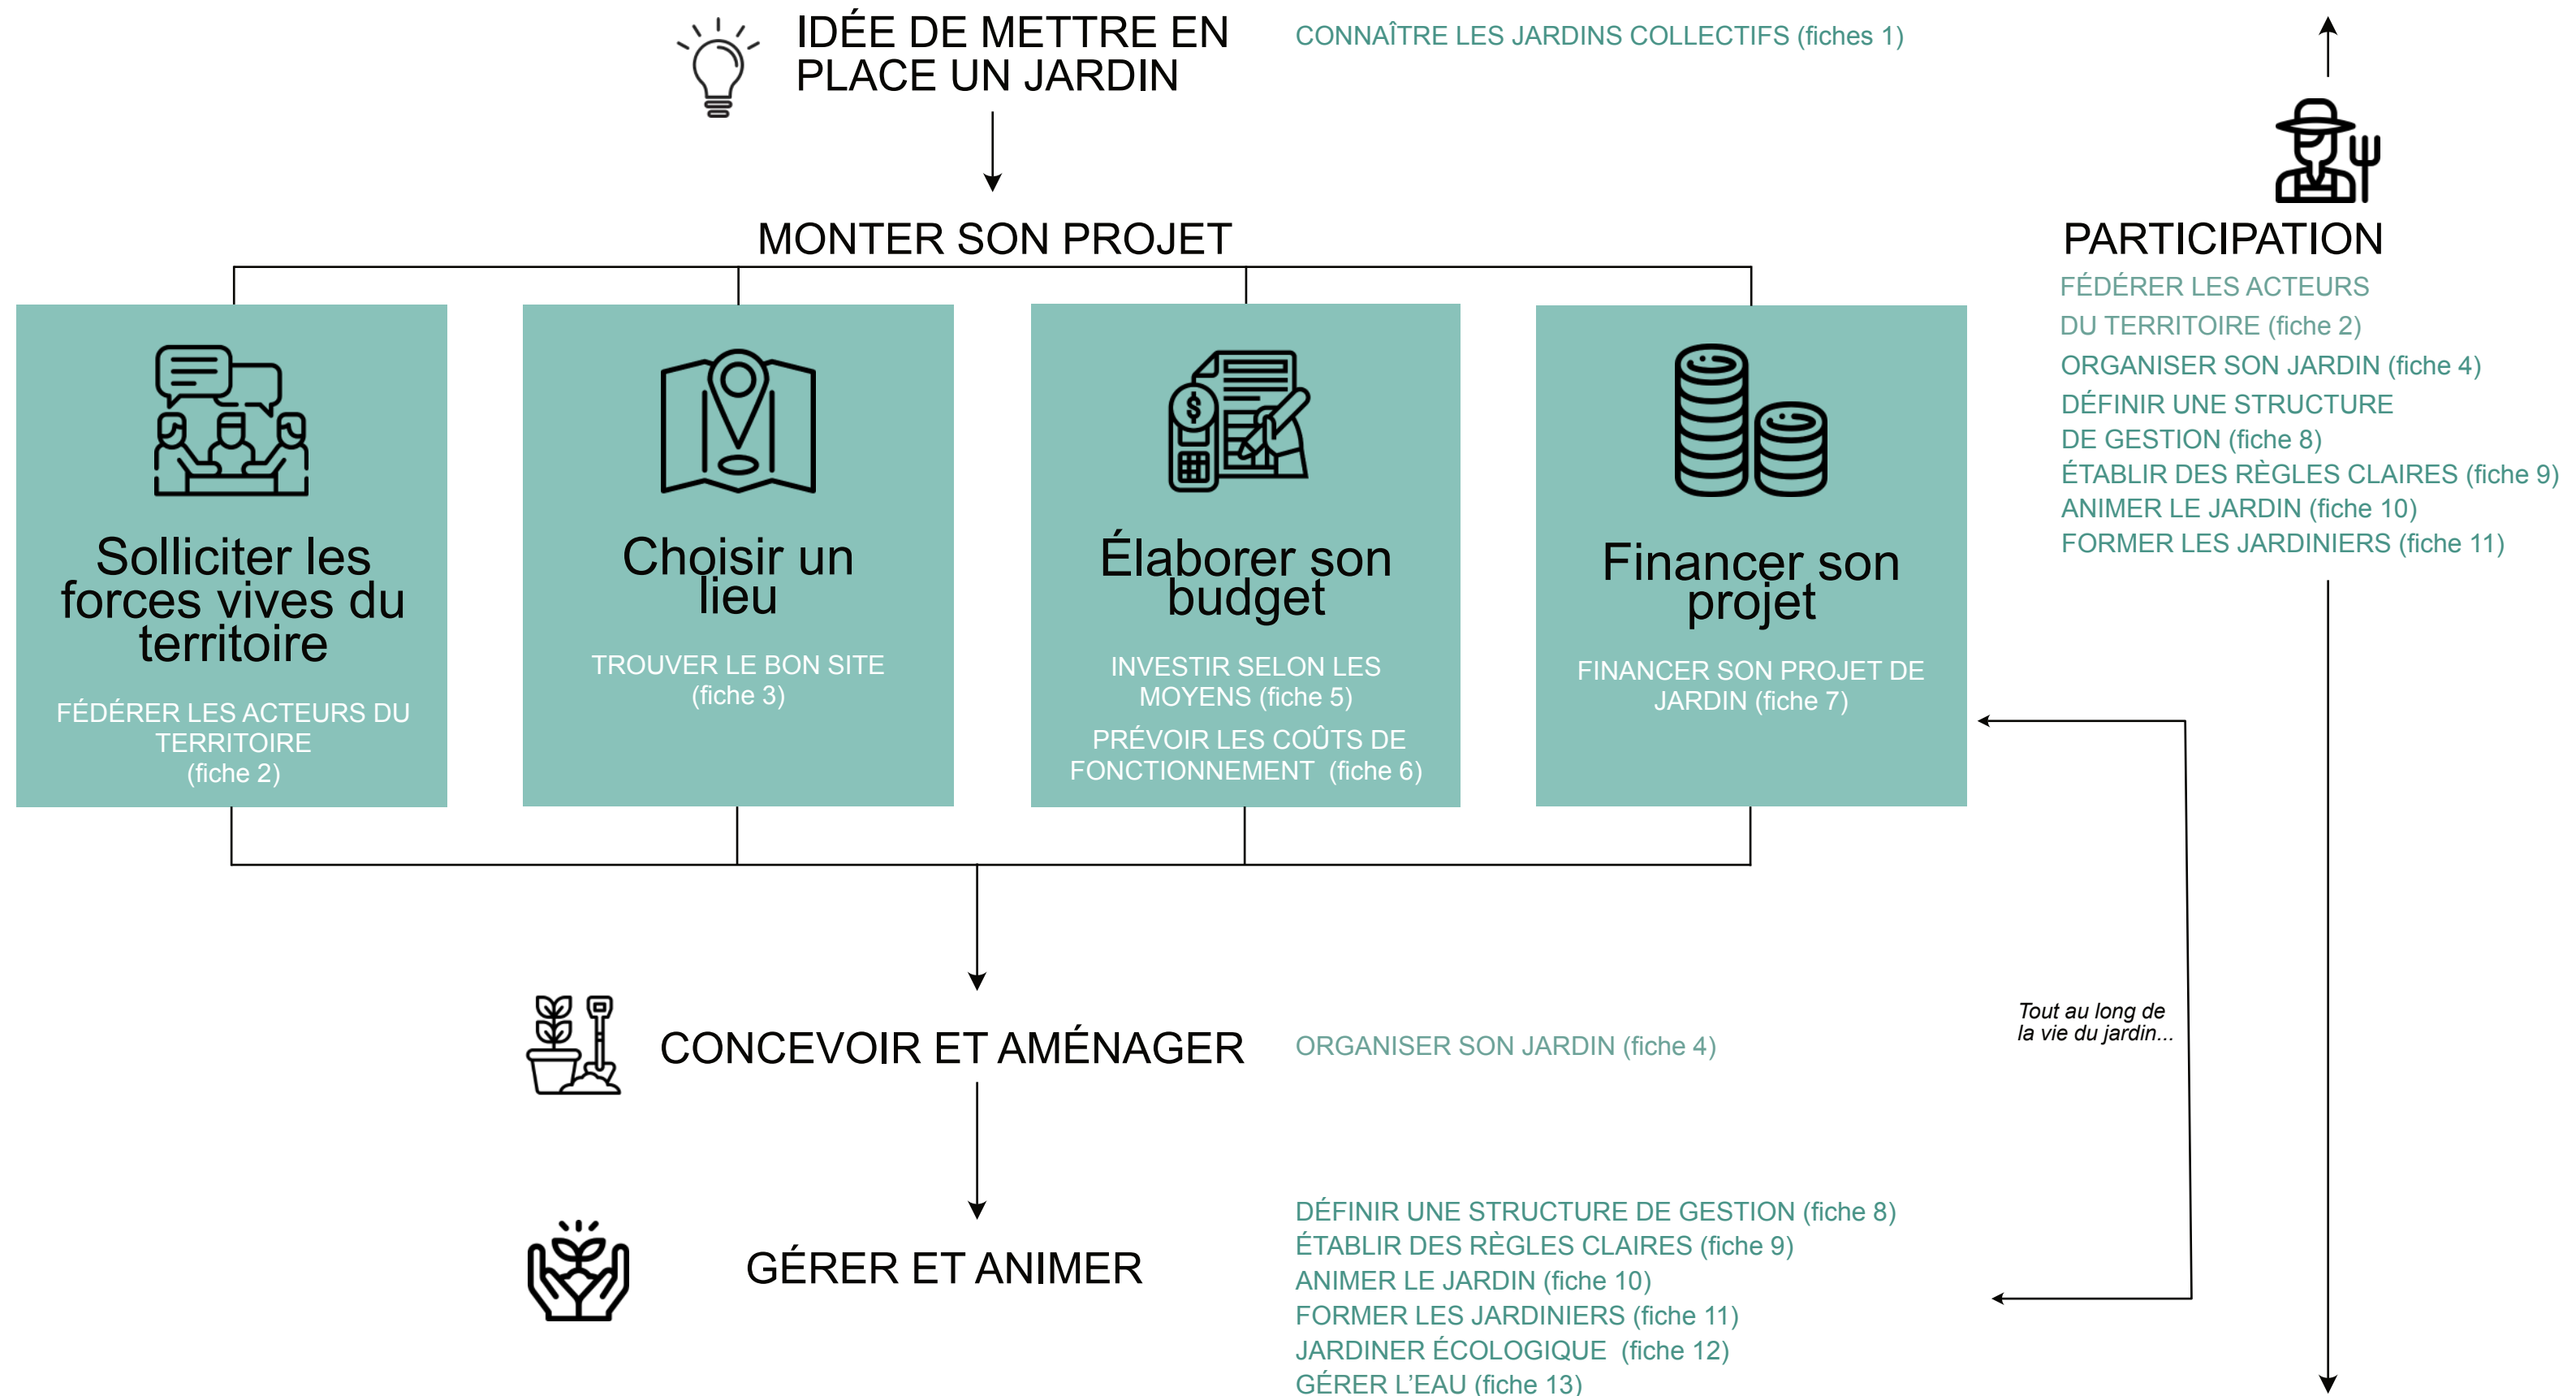 IDÉE DE METTRE EN
PLACE UN JARDIN
CONNAÎTRE LES JARDINS COLLECTIFS (fiches 1)
MONTER SON PROJET
Solliciter les
forces vives du
territoire
FÉDÉRER LES ACTEURS DU
TERRITOIRE
(fiche 2)
Choisir un
lieu
TROUVER LE BON SITE
(fiche 3)
Élaborer son
budget
INVESTIR SELON LES
MOYENS (fiche 5)
PRÉVOIR LES COÛTS DE
FONCTIONNEMENT (fiche 6)
Financer son
projet
FINANCER SON PROJET DE
JARDIN (fiche 7)
PARTICIPATION
FÉDÉRER LES ACTEURS
DU TERRITOIRE (fiche 2)
ORGANISER SON JARDIN (fiche 4)
DÉFINIR UNE STRUCTURE
DE GESTION (fiche 8)
ÉTABLIR DES RÈGLES CLAIRES (fiche 9)
ANIMER LE JARDIN (fiche 10)
FORMER LES JARDINIERS (fiche 11)
Tout au long de
la vie du jardin...
CONCEVOIR ET AMÉNAGER
ORGANISER SON JARDIN (fiche 4)
GÉRER ET ANIMER
DÉFINIR UNE STRUCTURE DE GESTION (fiche 8)
ÉTABLIR DES RÈGLES CLAIRES (fiche 9)
ANIMER LE JARDIN (fiche 10)
FORMER LES JARDINIERS (fiche 11)
JARDINER ÉCOLOGIQUE (fiche 12)
GÉRER L'EAU (fiche 13)